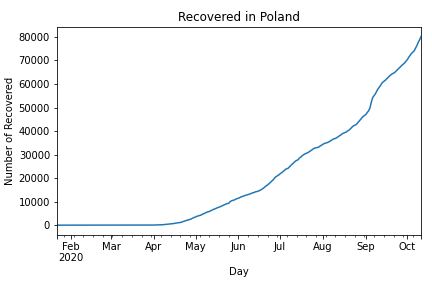 Recovered in Poland
Number of Recovered
80000
70000
60000
50000
40000
30000
20000
10000
0
Feb Mar Apr May Jun Jul Aug Sep Oct
2020
Day